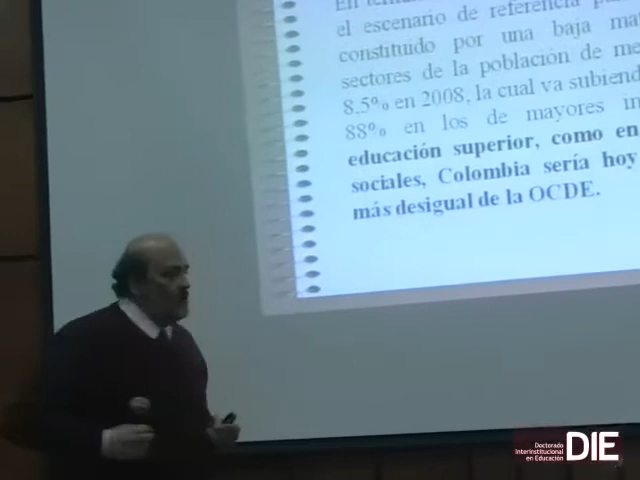 el escenario de referencia
constituido por una baja
sectores de la población de
8,5% en 2008, la cual va subiendo
88% en los de mayores
educación superior, como en
sociales, Colombia sería hoy
más desigual de la OCDE.
Doctorado
Interinstitucional
en Educación
DIE